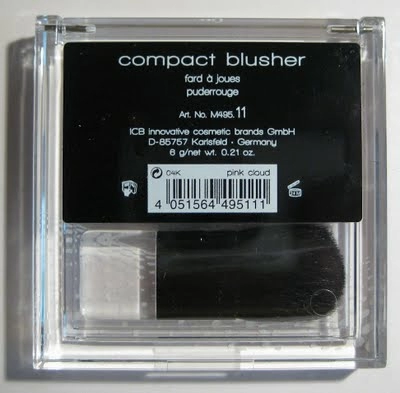 compact blusher
fard à joues
puderrouge
Art. No. M495.11
ICB innovative cosmetic brands GmbH
D-85757 Karlsfeld · Germany
6 g/net wt. 0.21 oz.
04K pink cloud
4 051564 495111